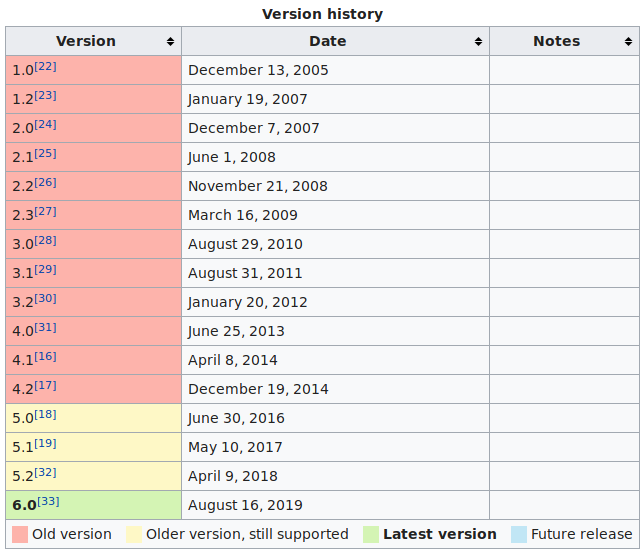 Version history
Version Date Notes
1.0[22] December 13, 2005
1.2[23] January 19, 2007
2.0[24] December 7, 2007
2.1[25] June 1, 2008
2.2[26] November 21, 2008
2.3[27] March 16, 2009
3.0[28] August 29, 2010
3.1[29] August 31, 2011
3.2[30] January 20, 2012
4.0[31] June 25, 2013
4.1[16] April 8, 2014
4.2[17] December 19, 2014
5.0[18] June 30, 2016
5.1[19] May 10, 2017
5.2[32] April 9, 2018
6.0[33] August 16, 2019
Old version Older version, still supported Latest version Future release